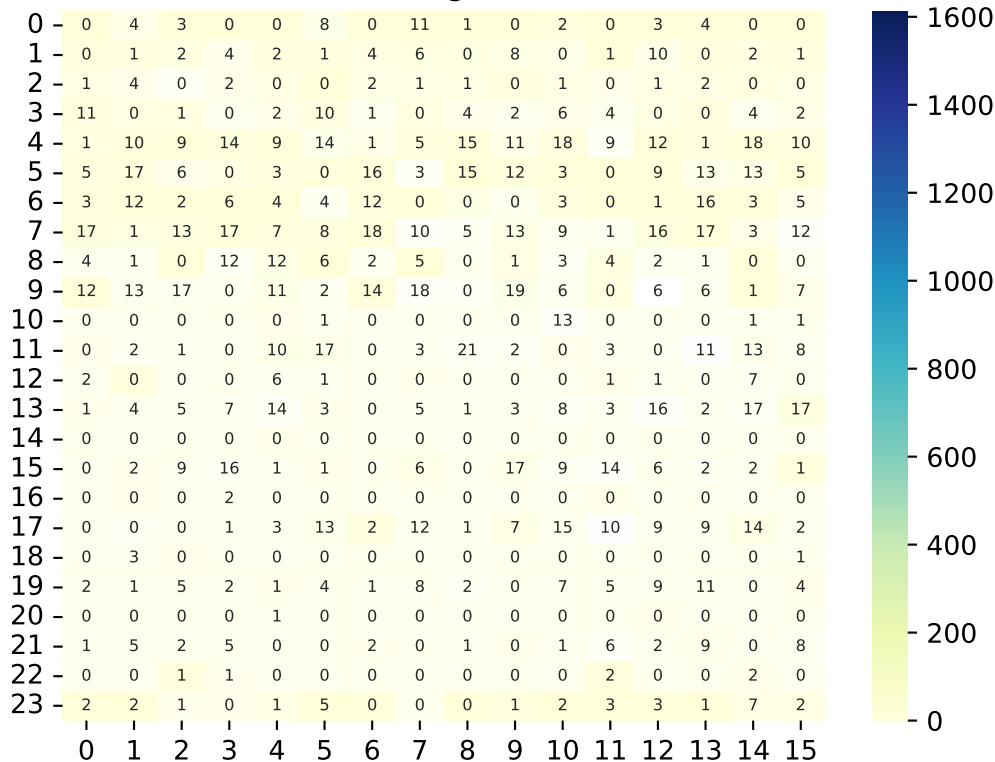 0 0 4 3 0 0 8 0 11 1 0 2 0 3 4 0 0
1 0 1 2 4 2 1 4 6 0 8 0 1 10 0 2 1
2 1 4 0 2 0 0 2 1 1 0 1 0 1 2 0 0
3 11 0 1 0 2 10 1 0 4 2 6 4 0 0 4 2
4 1 10 9 14 9 14 1 5 15 11 18 9 12 1 18 10
5 5 17 6 0 3 0 16 3 15 12 3 0 9 13 13 5
6 3 12 2 6 4 4 12 0 0 0 3 0 1 16 3 5
7 17 1 13 17 7 8 18 10 5 13 9 1 16 17 3 12
8 4 1 0 12 12 6 2 5 0 1 3 4 2 1 0 0
9 12 13 17 0 11 2 14 18 0 19 6 0 6 6 1 7
10 0 0 0 0 0 1 0 0 0 0 13 0 0 0 1 1
11 0 2 1 0 10 17 0 3 21 2 0 3 0 11 13 8
12 2 0 0 0 6 1 0 0 0 0 0 1 1 0 7 0
13 1 4 5 7 14 3 0 5 1 3 8 3 16 2 17 17
14 0 0 0 0 0 0 0 0 0 0 0 0 0 0 0 0
15 0 2 9 16 1 1 0 6 0 17 9 14 6 2 2 1
16 0 0 0 2 0 0 0 0 0 0 0 0 0 0 0 0
17 0 0 0 1 3 13 2 12 1 7 15 10 9 9 14 2
18 0 3 0 0 0 0 0 0 0 0 0 0 0 0 0 1
19 2 1 5 2 1 4 1 8 2 0 7 5 9 11 0 4
20 0 0 0 0 1 0 0 0 0 0 0 0 0 0 0 0
21 1 5 2 5 0 0 2 0 1 0 1 6 2 9 0 8
22 0 0 1 1 0 0 0 0 0 0 0 2 0 0 2 0
23 2 2 1 0 1 5 0 0 0 1 2 3 3 1 7 2
0 1 2 3 4 5 6 7 8 9 10 11 12 13 14 15
1600
1400
1200
1000
800
600
400
200
0